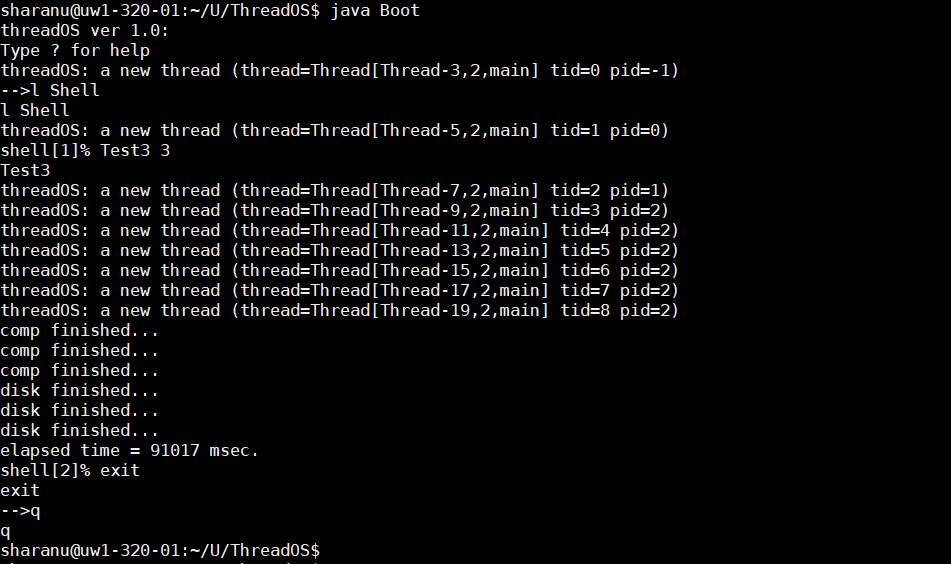 sharanu@uw1-320-01:~/U/ThreadOS$ java Boot
threadOS ver 1.0:
Type ? for help
threadOS: a new thread (thread=Thread[Thread-3,2,main] tid=0 pid=-1)
-->l Shell
l Shell
threadOS: a new thread (thread=Thread[Thread-5,2,main] tid=1 pid=0)
shell[1]% Test3 3
Test3
threadOS: a new thread (thread=Thread[Thread-7,2,main] tid=2 pid=1)
threadOS: a new thread (thread=Thread[Thread-9,2,main] tid=3 pid=2)
threadOS: a new thread (thread=Thread[Thread-11,2,main] tid=4 pid=2)
threadOS: a new thread (thread=Thread[Thread-13,2,main] tid=5 pid=2)
threadOS: a new thread (thread=Thread[Thread-15,2,main] tid=6 pid=2)
threadOS: a new thread (thread=Thread[Thread-17,2,main] tid=7 pid=2)
threadOS: a new thread (thread=Thread[Thread-19,2,main] tid=8 pid=2)
comp finished...
comp finished...
comp finished...
disk finished...
disk finished...
disk finished...
elapsed time = 91017 msec.
shell[2]% exit
exit
-->q
q
sharanu@uw1-320-01:~/U/ThreadOS$